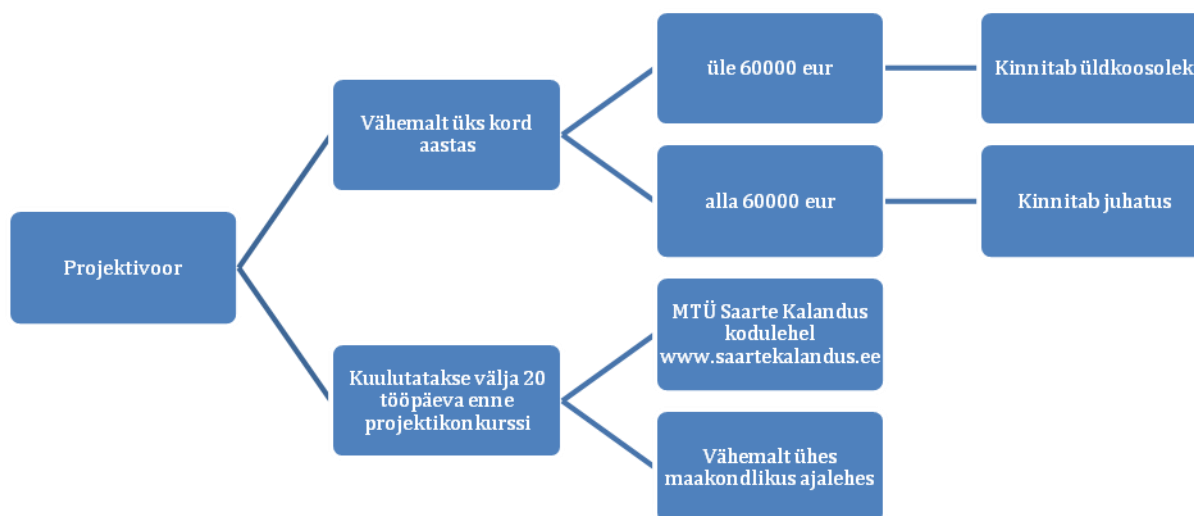 Projektivoor
Vähemalt üks kord
aastas
üle 60000 eur
Kinnitab üldkoosolek
alla 60000 eur
Kinnitab juhatus
Kuulutatakse välja 20
tööpäeva enne
projektikonkurssi
MTÜ Saarte Kalandus
kodulehel
www.saartekalandus.ee
Vähemalt ühes
maakondlikus ajalehes